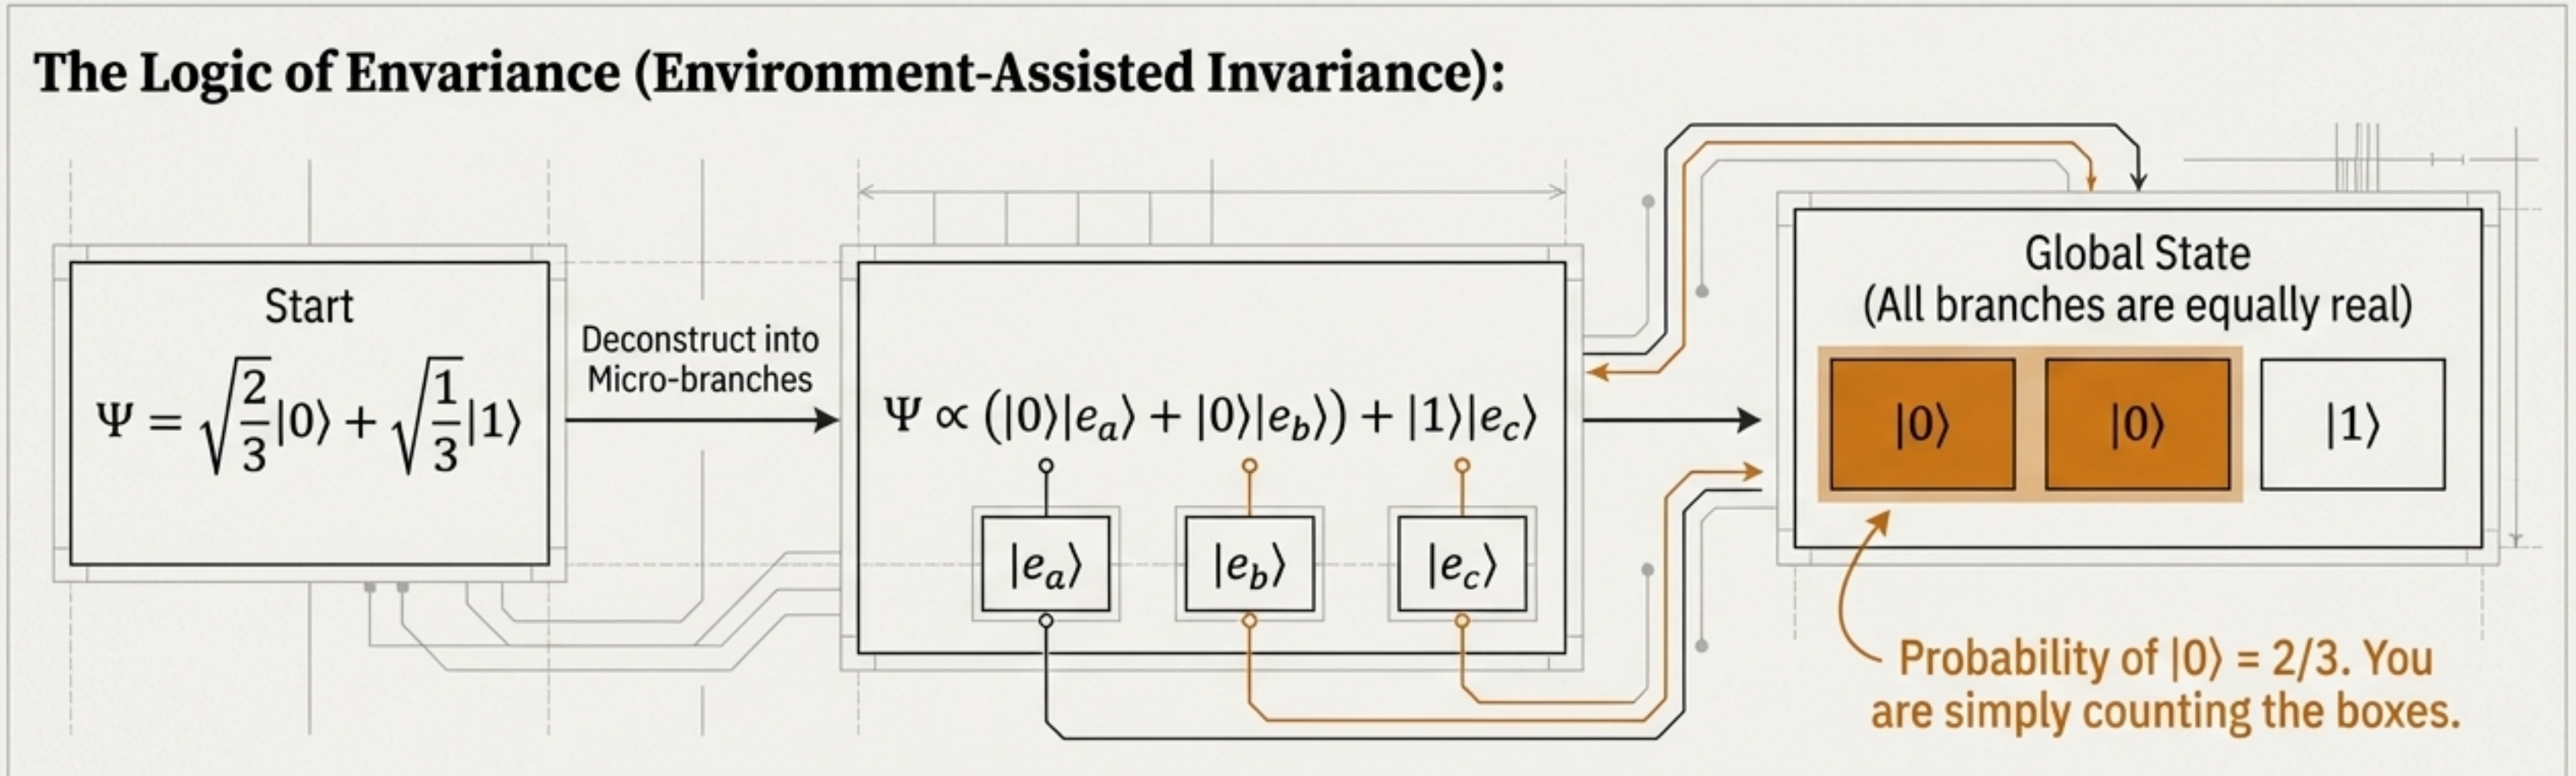 The Logic of Envariance (Environment-Assisted Invariance):
Start
Ψ = √(2/3)|0⟩ + √(1/3)|1⟩
Deconstruct into
Micro-branches
Ψ ∝ (|0⟩|e_a⟩ + |0⟩|e_b⟩) + |1⟩|e_c⟩
|e_a⟩ |e_b⟩ |e_c⟩
Global State
(All branches are equally real)
|0⟩ |0⟩ |1⟩
Probability of |0⟩ = 2/3. You
are simply counting the boxes.